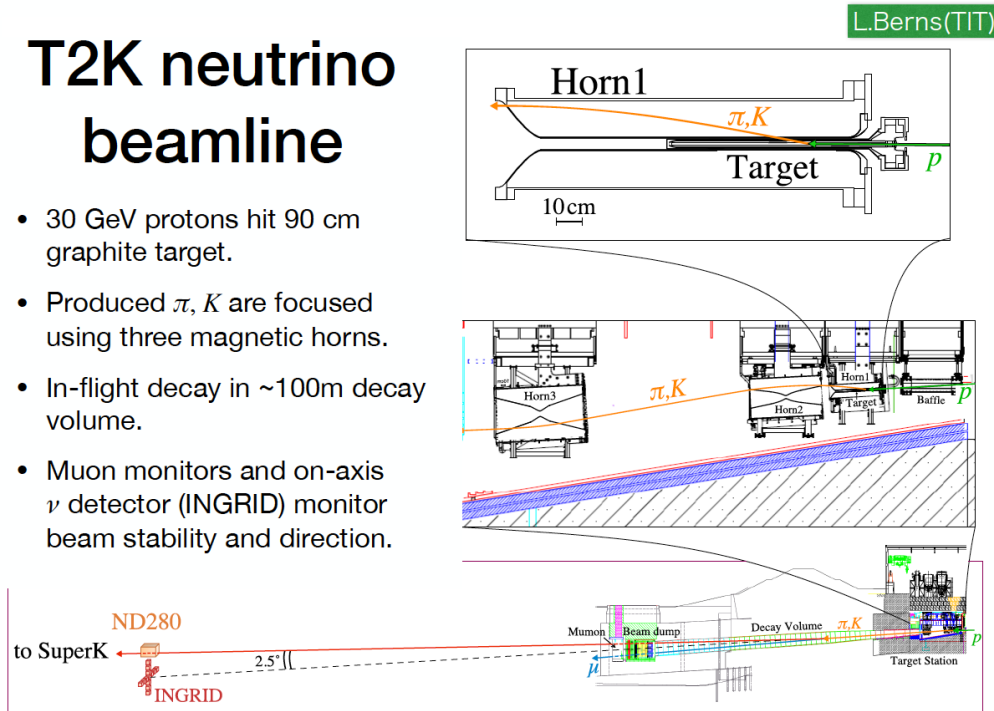 L.Berns(TIT)
T2K neutrino
beamline
• 30 GeV protons hit 90 cm
graphite target.
• Produced π, K are focused
using three magnetic horns.
• In-flight decay in ~100m decay
volume.
• Muon monitors and on-axis
ν detector (INGRID) monitor
beam stability and direction.
Horn1
π,K
Target
p
10cm
π,K
Horn3
Horn2
Horn1
Target
Baffle
p
ND280
to SuperK
2.5°
INGRID
Mumon
Beam dump
μ
Decay Volume
π,K
p
Target Station